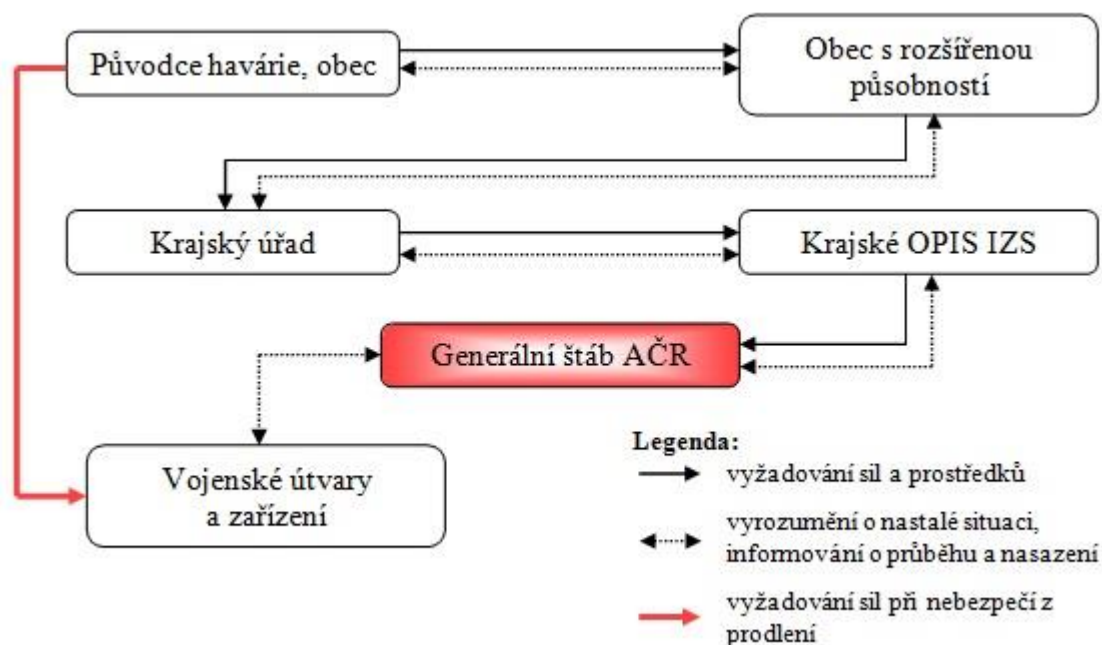 Původce havárie, obec
Obec s rozšířenou
působností
Krajský úřad
Krajské OPIS IZS
Generální štáb AČR
Vojenské útvary
a zařízení
Legenda:
vyžadování sil a prostředků
vyrozumění o nastalé situaci,
informování o průběhu a nasazení
vyžadování sil při nebezpečí z
prodlení